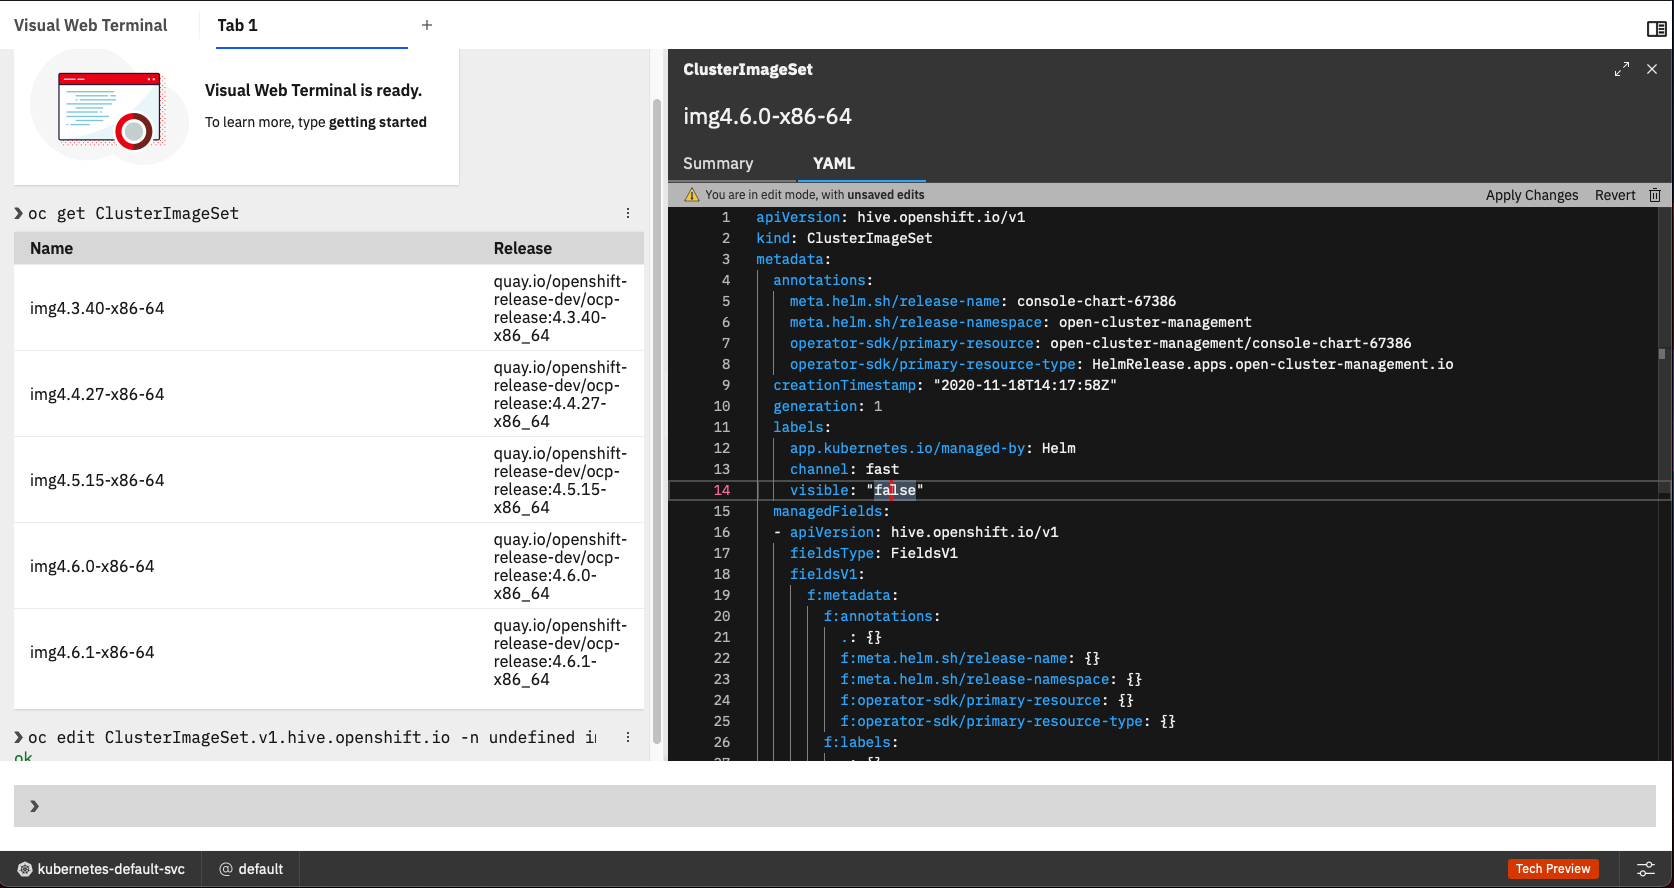 Visual Web Terminal
Tab 1
+
Visual Web Terminal is ready.
To learn more, type getting started
❯ oc get ClusterImageSet
Name Release
img4.3.40-x86-64
quay.io/openshift-
release-dev/ocp-
release:4.3.40-
x86_64
img4.4.27-x86-64
quay.io/openshift-
release-dev/ocp-
release:4.4.27-
x86_64
img4.5.15-x86-64
quay.io/openshift-
release-dev/ocp-
release:4.5.15-
x86_64
img4.6.0-x86-64
quay.io/openshift-
release-dev/ocp-
release:4.6.0-
x86_64
img4.6.1-x86-64
quay.io/openshift-
release-dev/ocp-
release:4.6.1-
x86_64
❯ oc edit ClusterImageSet.v1.hive.openshift.io -n undefined
ok
❯
ClusterImageSet
img4.6.0-x86-64
Summary YAML
You are in edit mode, with unsaved edits Apply Changes Revert
1 apiVersion: hive.openshift.io/v1
2 kind: ClusterImageSet
3 metadata:
4 annotations:
5 meta.helm.sh/release-name: console-chart-67386
6 meta.helm.sh/release-namespace: open-cluster-management
7 operator-sdk/primary-resource: open-cluster-management/console-chart-67386
8 operator-sdk/primary-resource-type: HelmRelease.apps.open-cluster-management.io
9 creationTimestamp: "2020-11-18T14:17:58Z"
10 generation: 1
11 labels:
12 app.kubernetes.io/managed-by: Helm
13 channel: fast
14 visible: "false"
15 managedFields:
16 - apiVersion: hive.openshift.io/v1
17 fieldsType: FieldsV1
18 fieldsV1:
19 f:metadata:
20 f:annotations:
21 .: {}
22 f:meta.helm.sh/release-name: {}
23 f:meta.helm.sh/release-namespace: {}
24 f:operator-sdk/primary-resource: {}
25 f:operator-sdk/primary-resource-type: {}
26 f:labels:
kubernetes-default-svc @ default Tech Preview